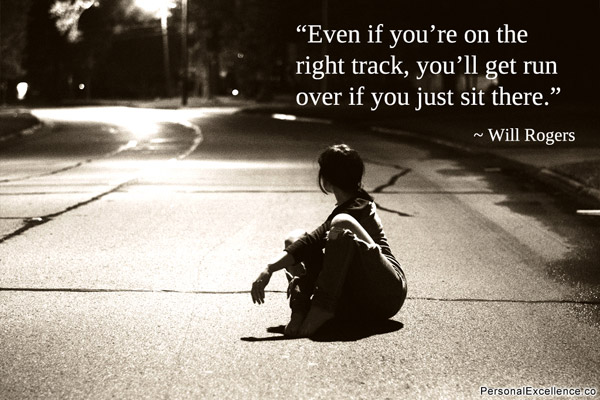 “Even if you’re on the
right track, you’ll get run
over if you just sit there.”
~ Will Rogers
PersonalExcellence.co